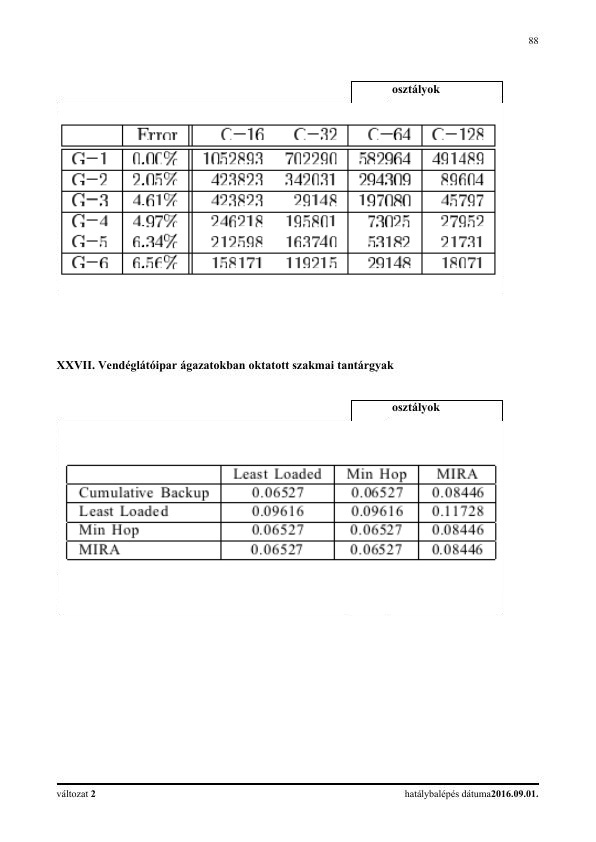 88
osztályok
Error C-16 C-32 C-64 C-128
G-1 0.00% 1052893 702290 582964 491489
G-2 2.05% 423823 342031 294309 89604
G-3 4.61% 423823 29148 197080 45797
G-4 4.97% 246218 195801 73025 27952
G-5 6.34% 212598 163740 53182 21731
G-6 6.56% 158171 119215 29148 18071
XXVII. Vendéglátóipar ágazatokban oktatott szakmai tantárgyak
osztályok
Least Loaded Min Hop MIRA
Cumulative Backup 0.06527 0.06527 0.08446
Least Loaded 0.09616 0.09616 0.11728
Min Hop 0.06527 0.06527 0.08446
MIRA 0.06527 0.06527 0.08446
változat 2 hatálybalépés dátuma2016.09.01.